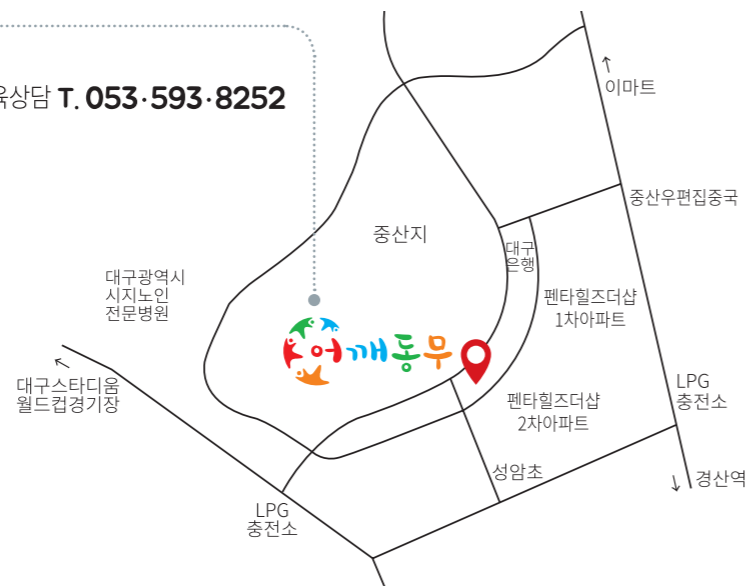 육상담 T. 053·593·8252
↑
이마트
중산우편집중국
중산지
대구
은행
대구광역시
시지노인
전문병원
펜타힐즈더샵
1차아파트
어깨동무
←
대구스타디움
월드컵경기장
펜타힐즈더샵
2차아파트
LPG
충전소
성암초
↓ 경산역
LPG
충전소